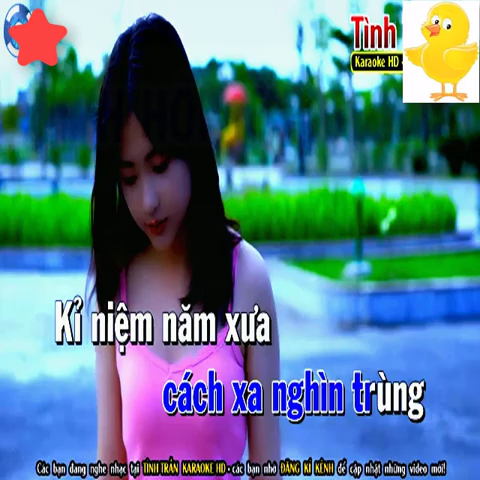 Tình
Karaoke HD
Kỉ niệm năm xưa
cách xa nghìn trùng
Các bạn đang nghe nhạc tại TÌNH TRẦN KARAOKE HD - các bạn nhớ ĐĂNG KÍ KÊNH để cập nhật những video mới!